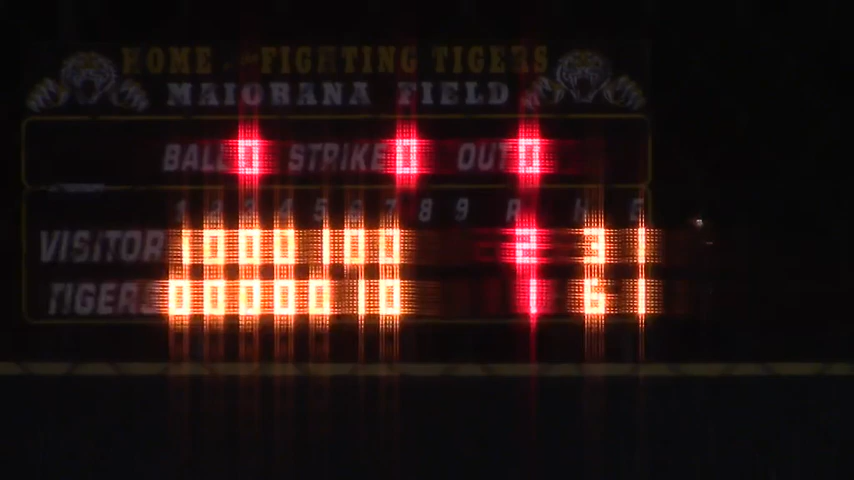 HOME of the FIGHTING TIGERS
MAIORANA FIELD
BALL 0 STRIKE 0 OUT 0
1 2 3 4 5 6 7 8 9 R H E
VISITOR 1 0 0 0 1 0 0 2 3 1
TIGERS 0 0 0 0 0 1 0 1 6 1